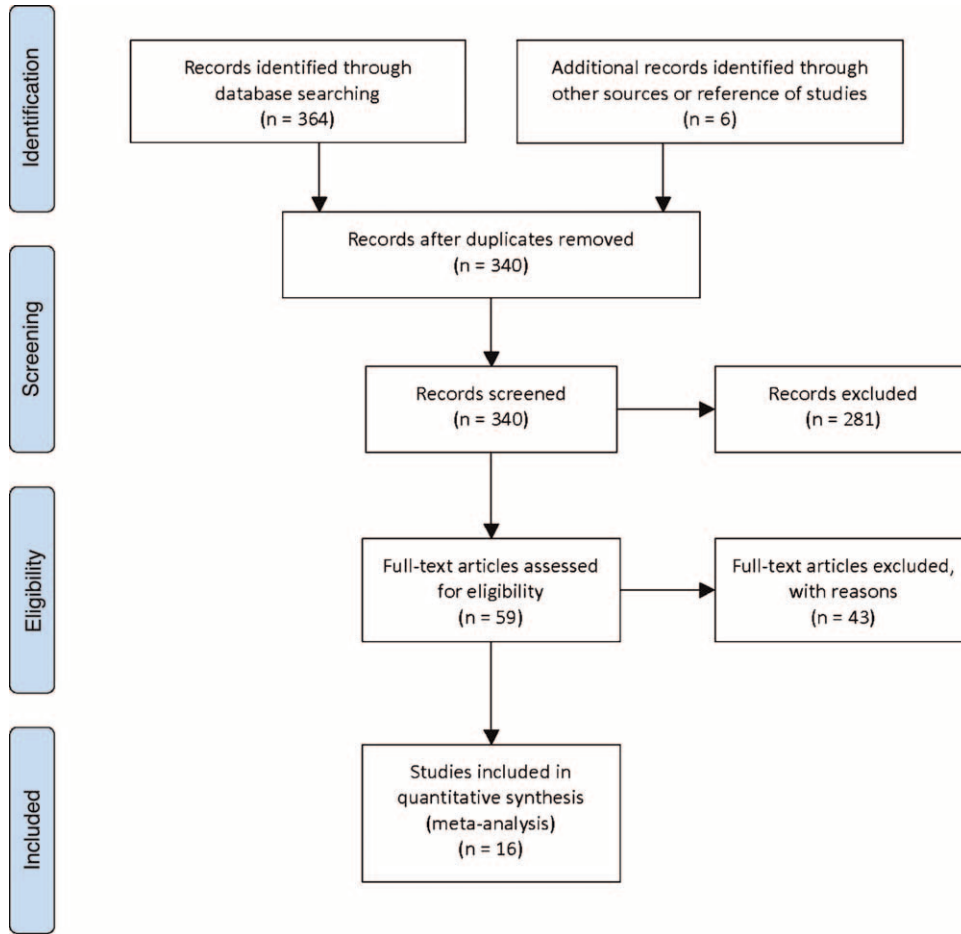 Identification
Records identified through
database searching
(n = 364)
Additional records identified through
other sources or reference of studies
(n = 6)
Records after duplicates removed
(n = 340)
Screening
Records screened
(n = 340)
Records excluded
(n = 281)
Eligibility
Full-text articles assessed
for eligibility
(n = 59)
Full-text articles excluded,
with reasons
(n = 43)
Included
Studies included in
quantitative synthesis
(meta-analysis)
(n = 16)